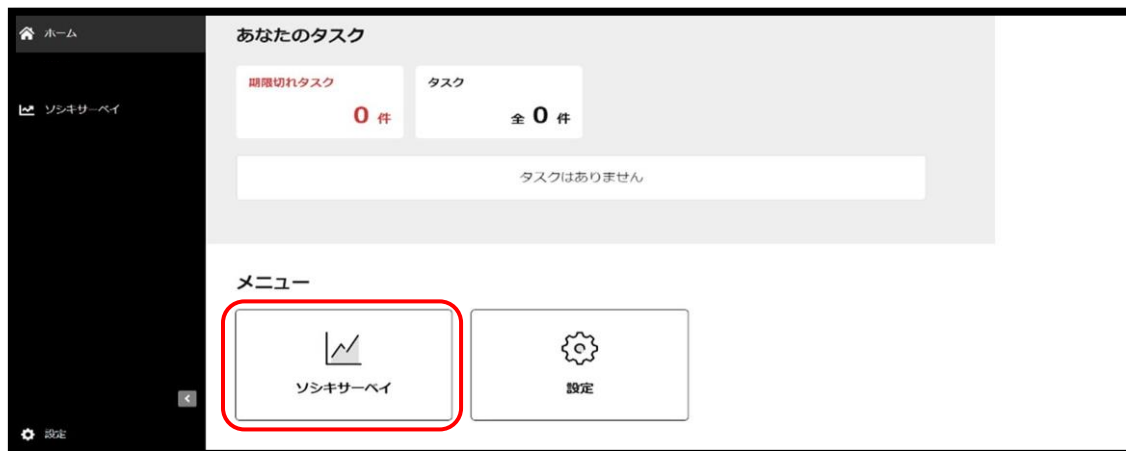 ホーム
ソシキサーベイ
設定
あなたのタスク
期限切れタスク
0 件
タスク
全 0 件
タスクはありません
メニュー
ソシキサーベイ
設定